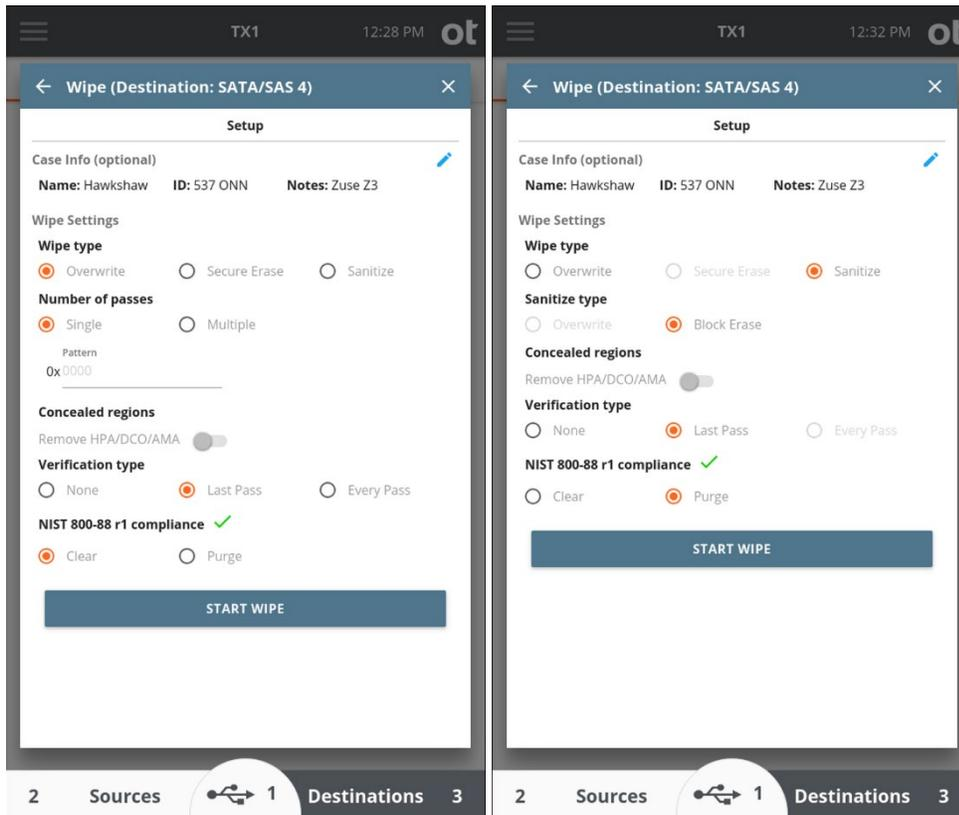 TX1 12:28 PM ot
Wipe (Destination: SATA/SAS 4)
Setup
Case Info (optional)
Name: Hawkshaw ID: 537 ONN Notes: Zuse Z3
Wipe Settings
Wipe type
Overwrite Secure Erase Sanitize
Number of passes
Single Multiple
Pattern
0x 0000
Concealed regions
Remove HPA/DCO/AMA
Verification type
None Last Pass Every Pass
NIST 800-88 r1 compliance
Clear Purge
START WIPE
2 Sources 1 Destinations 3
TX1 12:32 PM ot
Wipe (Destination: SATA/SAS 4)
Setup
Case Info (optional)
Name: Hawkshaw ID: 537 ONN Notes: Zuse Z3
Wipe Settings
Wipe type
Overwrite Secure Erase Sanitize
Sanitize type
Overwrite Block Erase
Concealed regions
Remove HPA/DCO/AMA
Verification type
None Last Pass Every Pass
NIST 800-88 r1 compliance
Clear Purge
START WIPE
2 Sources 1 Destinations 3